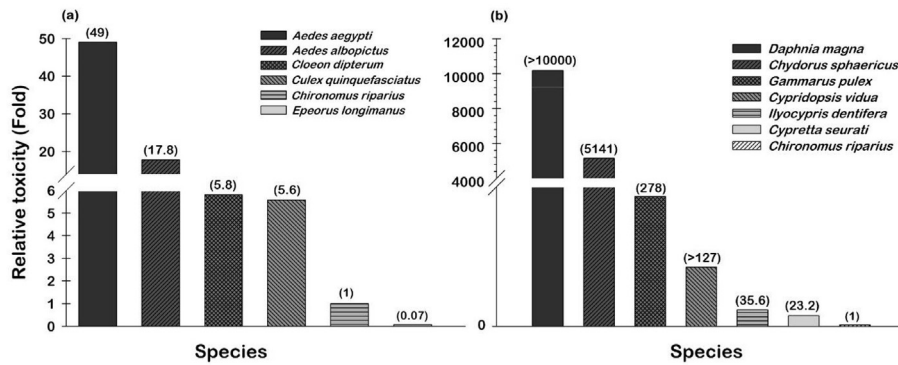 (a)
Relative toxicity (Fold)
50
40
30
20
6
5
4
3
2
1
0
(49)
(17.8)
(5.8)
(5.6)
(1)
(0.07)
Aedes aegypti
Aedes albopictus
Cloeon dipterum
Culex quinquefasciatus
Chironomus riparius
Epeorus longimanus
Species
(b)
12000
10000
8000
6000
4000
0
(>10000)
(5141)
(278)
(>127)
(35.6)
(23.2)
(1)
Daphnia magna
Chydorus sphaericus
Gammarus pulex
Cypridopsis vidua
Ilyocypris dentifera
Cypretta seurati
Chironomus riparius
Species